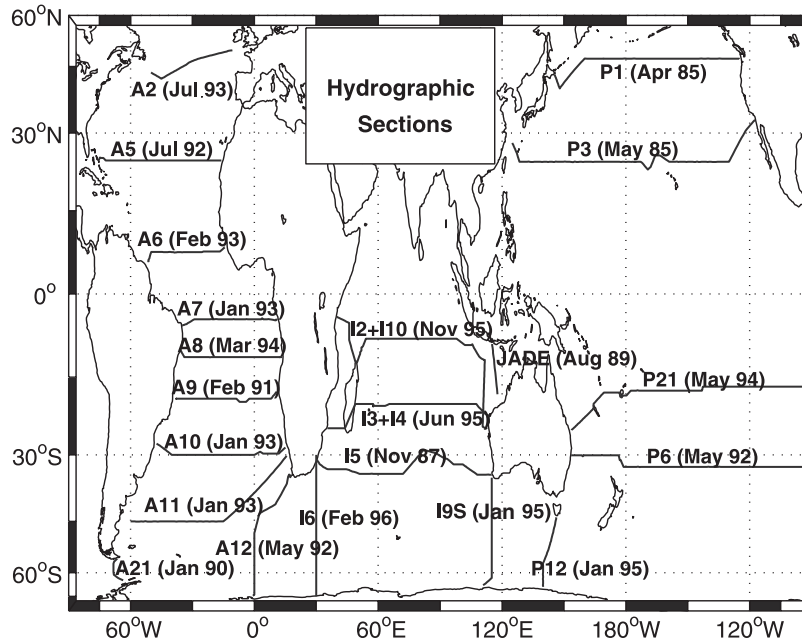 60°N
Hydrographic
Sections
A2 (Jul 93)
P1 (Apr 85)
30°N
A5 (Jul 92)
P3 (May 85)
A6 (Feb 93)
0°
A7 (Jan 93)
I2+I10 (Nov 95)
A8 (Mar 94)
JADE (Aug 89)
A9 (Feb 91)
P21 (May 94)
I3+I4 (Jun 95)
A10 (Jan 93)
30°S
I5 (Nov 87)
P6 (May 92)
A11 (Jan 93)
I6 (Feb 96)
I9S (Jan 95)
A12 (May 92)
A21 (Jan 90)
P12 (Jan 95)
60°S
60°W
0°
60°E
120°E
180°W
120°W